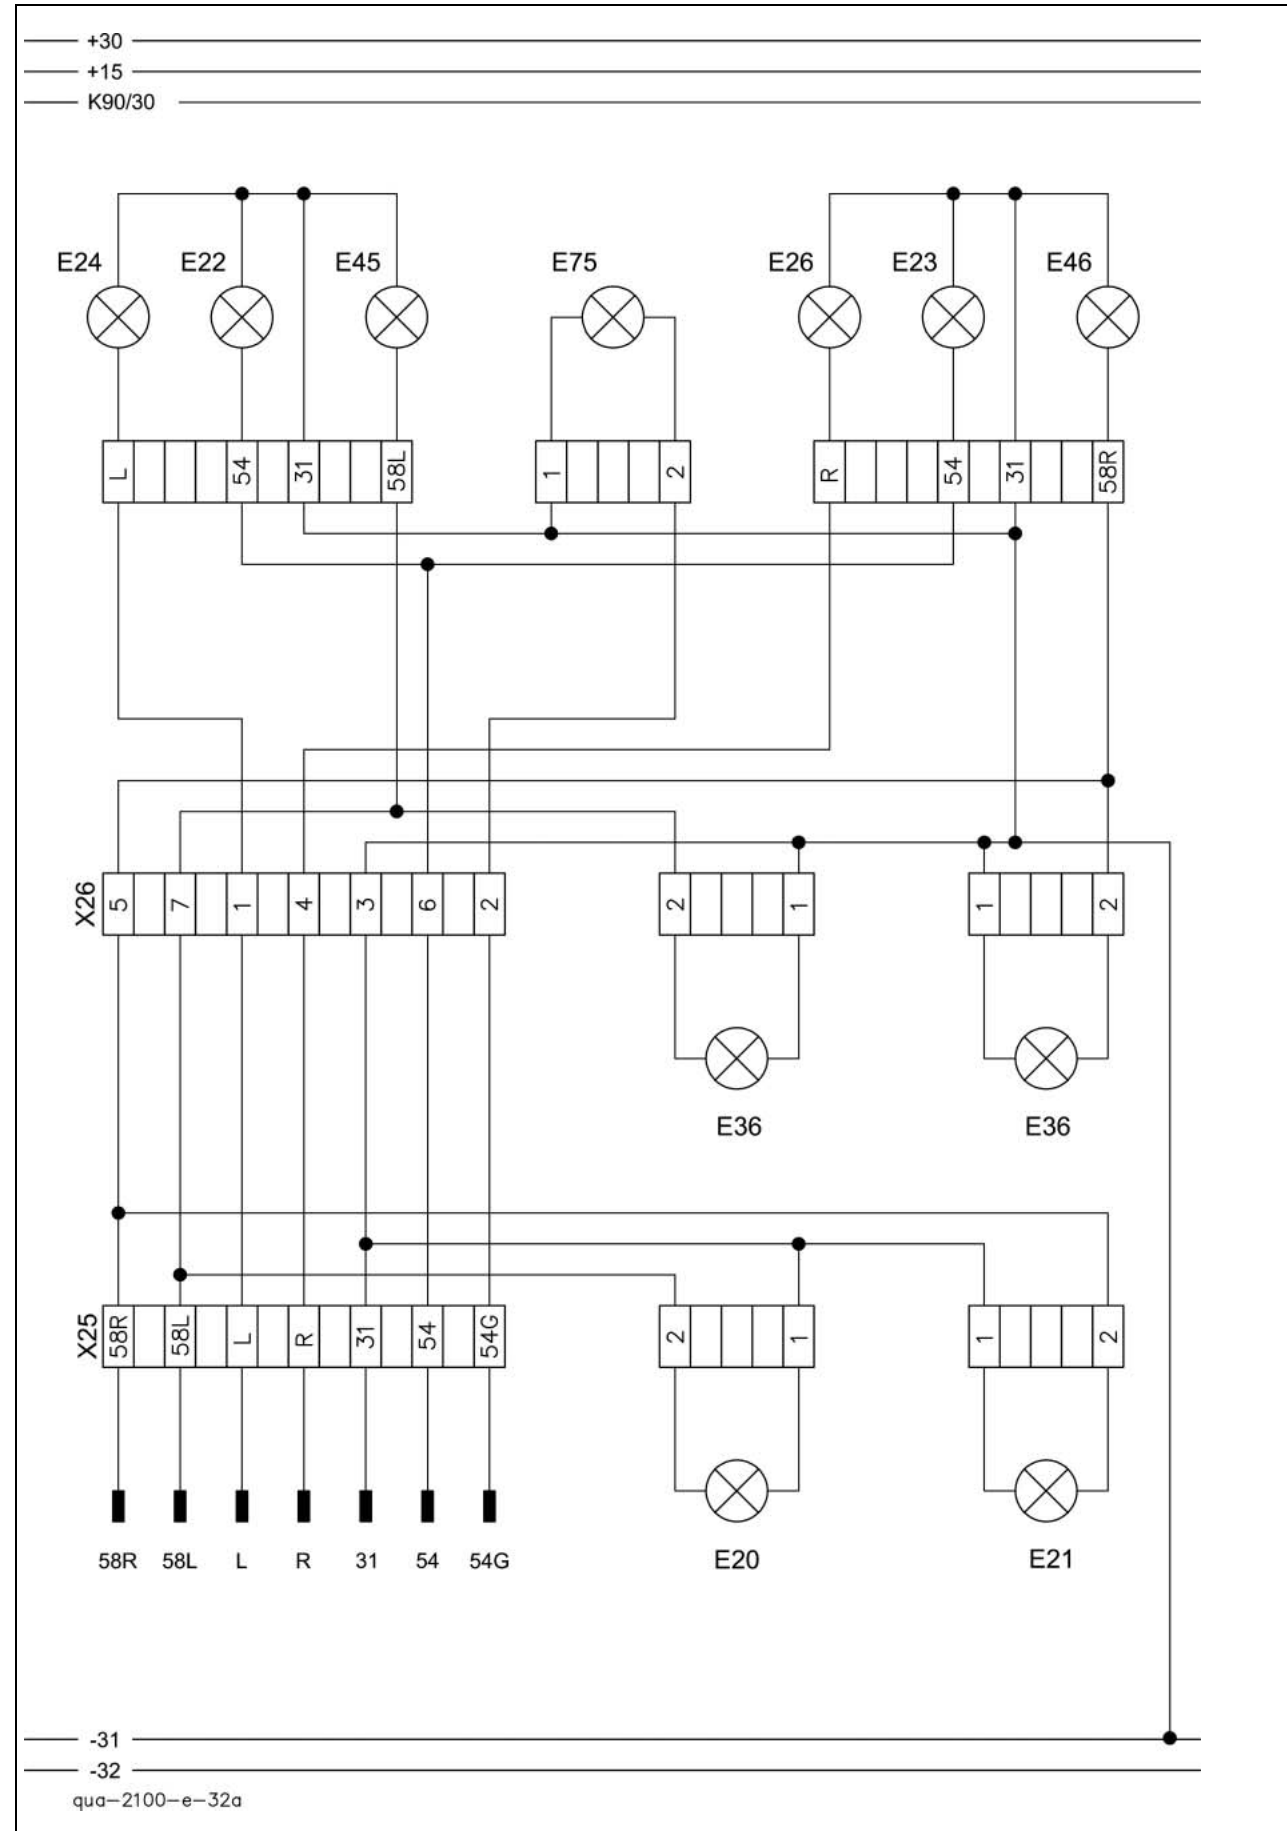 +30
+15
K90/30
E24 E22 E45 E75 E26 E23 E46
L 54 31 58L 1 2 R 54 31 58R
X26 5 7 1 4 3 6 2 2 1 1 2
E36 E36
X25 58R 58L L R 31 54 54G 2 1 1 2
58R 58L L R 31 54 54G E20 E21
-31
-32
qua-2100-e-32a